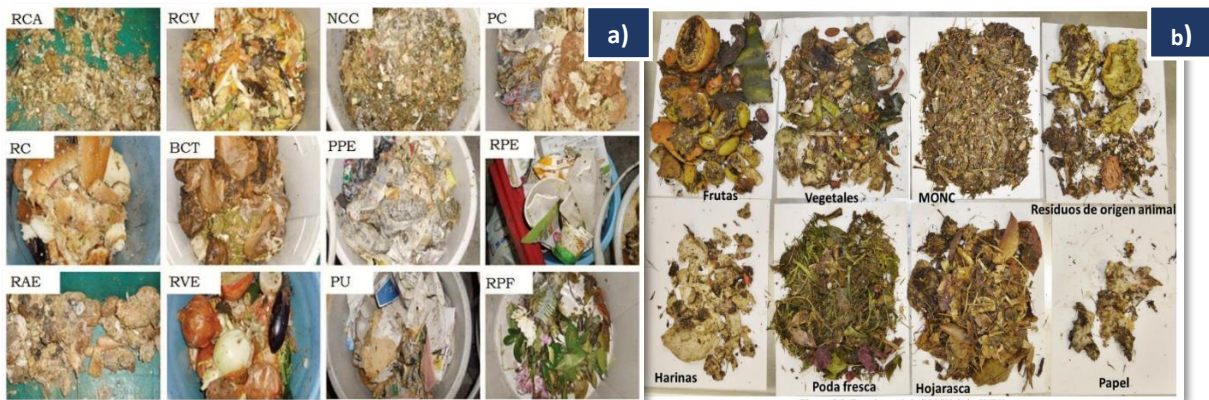 RCA RCV NCC PC a)
RC BCT PPE RPE
RAE RVE PU RPF
b)
Frutas Vegetales MONC
Residuos de origen animal
Harinas Poda fresca Hojarasca Papel